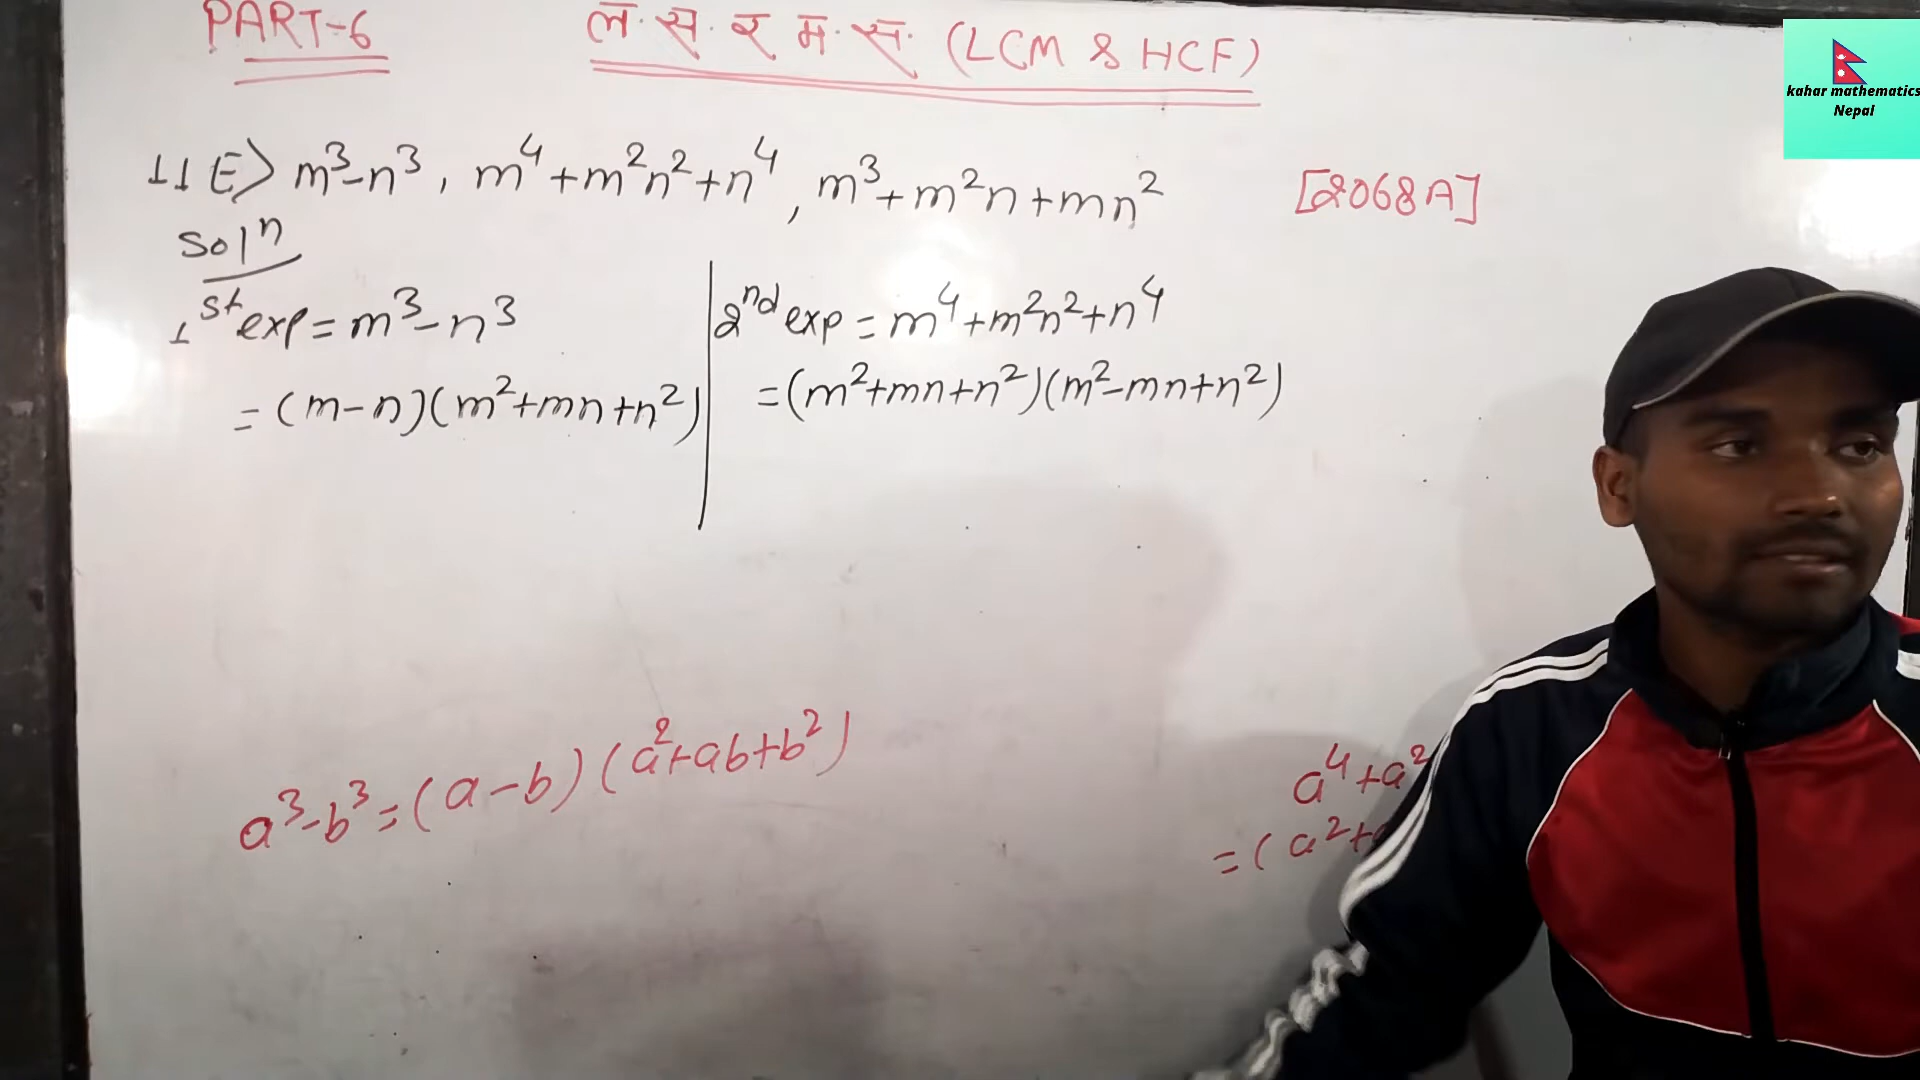 PART-6
ल.स. र म.स. (LCM & HCF)
kahar mathematics
Nepal
11 E> m³-n³, m⁴+m²n²+n⁴, m³+m²n+mn²
[2068A]
Solⁿ
1st exp = m³-n³
= (m-n)(m²+mn+n²)
2nd exp = m⁴+m²n²+n⁴
= (m²+mn+n²)(m²-mn+n²)
a³-b³ = (a-b)(a²+ab+b²)
a⁴+a²
= (a²+